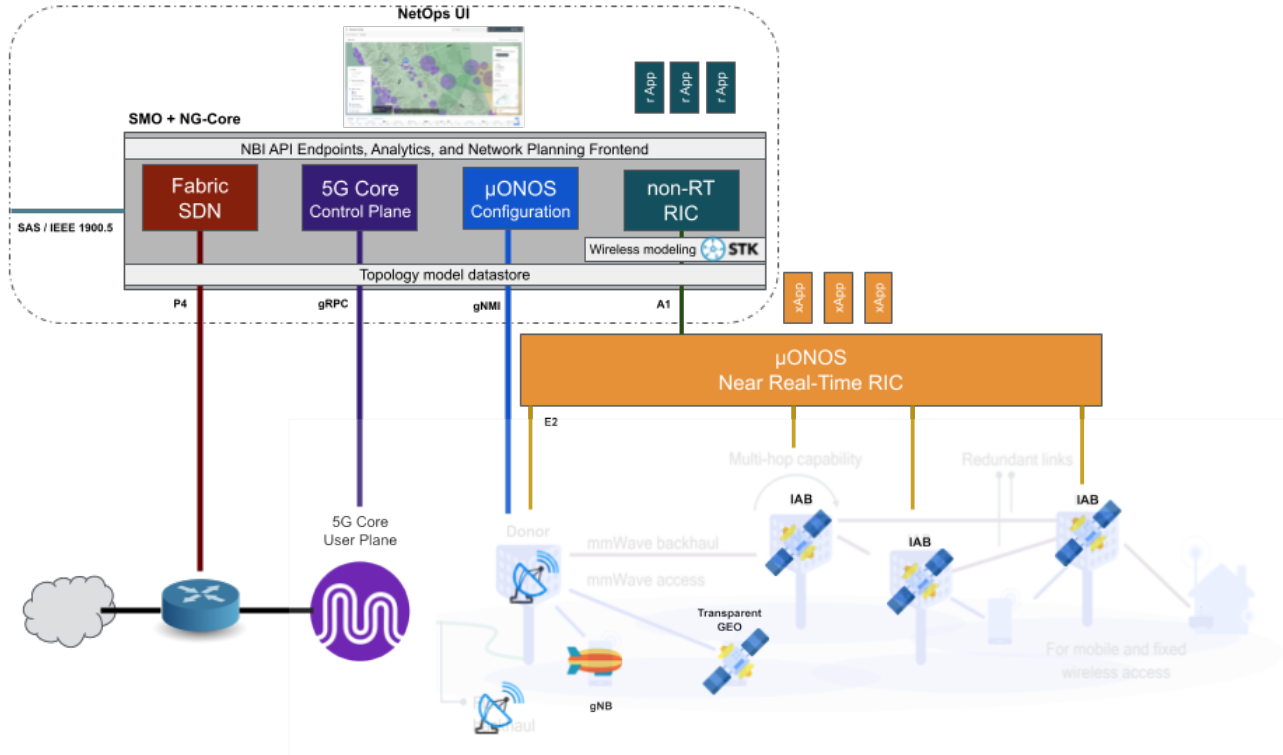 NetOps UI
r App
r App
r App
SMO + NG-Core
NBI API Endpoints, Analytics, and Network Planning Frontend
Fabric
SDN
5G Core
Control Plane
µONOS
Configuration
non-RT
RIC
SAS / IEEE 1900.5
Wireless modeling
STK
Topology model datastore
P4
gRPC
gNMI
A1
xApp
xApp
xApp
µONOS
Near Real-Time RIC
E2
Multi-hop capability
Redundant links
IAB
IAB
IAB
5G Core
User Plane
Donor
mmWave backhaul
mmWave access
Transparent
GEO
For mobile and fixed
wireless access
gNB